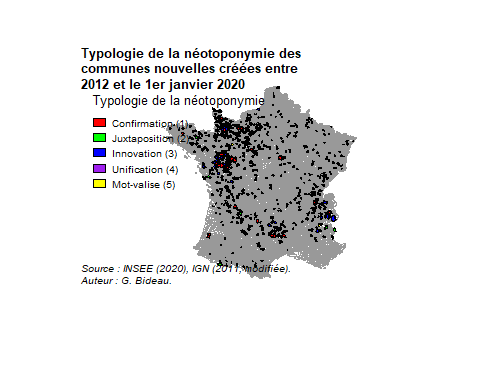 Typologie de la néotoponymie des
communes nouvelles créées entre
2012 et le 1er janvier 2020
Typologie de la néotoponymie
Confirmation (1)
Juxtaposition (2)
Innovation (3)
Unification (4)
Mot-valise (5)
Source : INSEE (2020), IGN (2011, modifiée).
Auteur : G. Bideau.